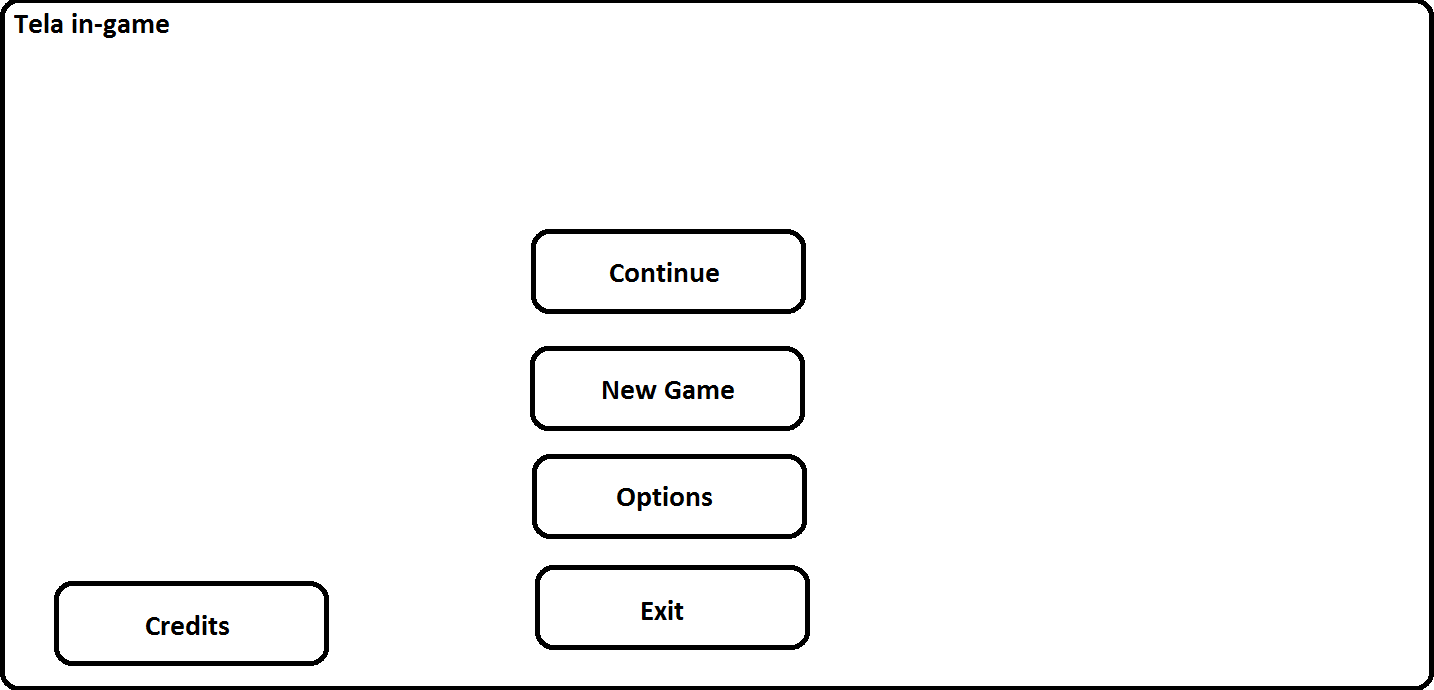 Tela in-game
Continue
New Game
Options
Exit
Credits